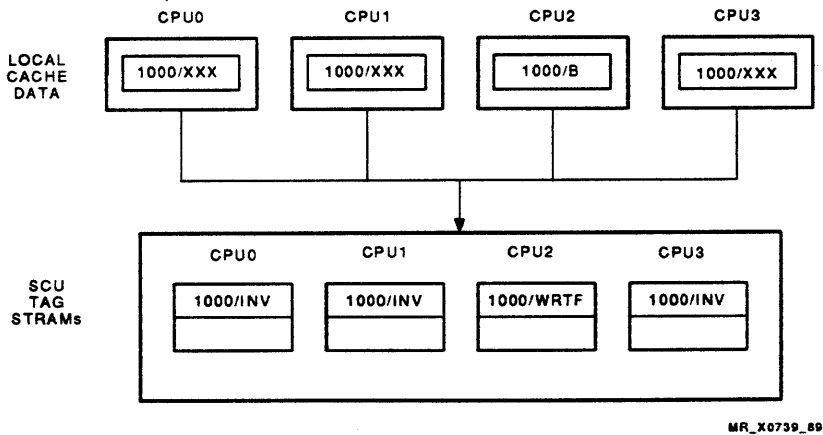 CPU0 CPU1 CPU2 CPU3
LOCAL
CACHE
DATA
1000/XXX 1000/XXX 1000/B 1000/XXX
CPU0 CPU1 CPU2 CPU3
SCU
TAG
STRAMs
1000/INV 1000/INV 1000/WRTF 1000/INV
MR_X0739_89